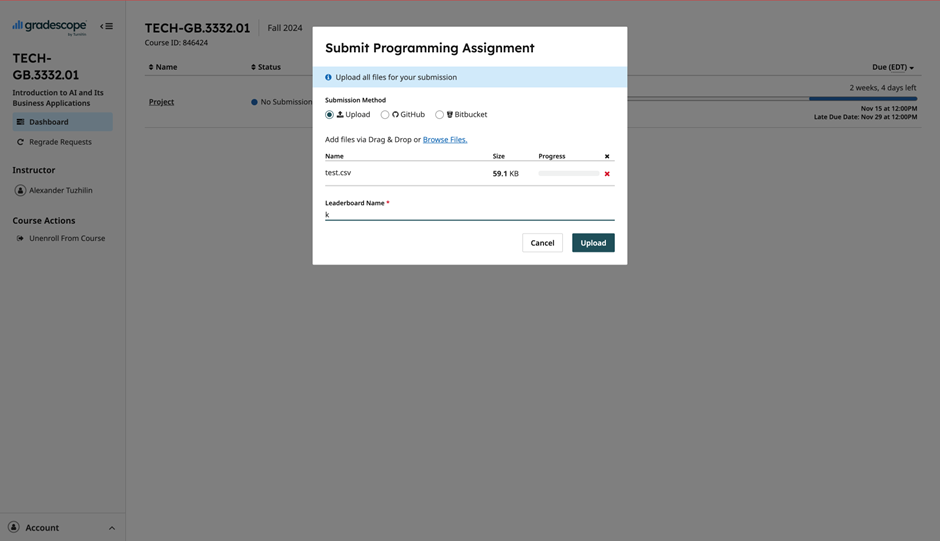 gradescope
by Turnitin
TECH-
GB.3332.01
Introduction to AI and Its
Business Applications
Dashboard
Regrade Requests
Instructor
Alexander Tuzhilin
Course Actions
Unenroll From Course
Account
TECH-GB.3332.01
Fall 2024
Course ID: 846424
Name
Status
Due (EDT)
Project
No Submission
2 weeks, 4 days left
Nov 15 at 12:00PM
Late Due Date: Nov 29 at 12:00PM
Submit Programming Assignment
Upload all files for your submission
Submission Method
Upload GitHub Bitbucket
Add files via Drag & Drop or Browse Files.
Name Size Progress
test.csv 59.1 KB
Leaderboard Name *
k
Cancel Upload